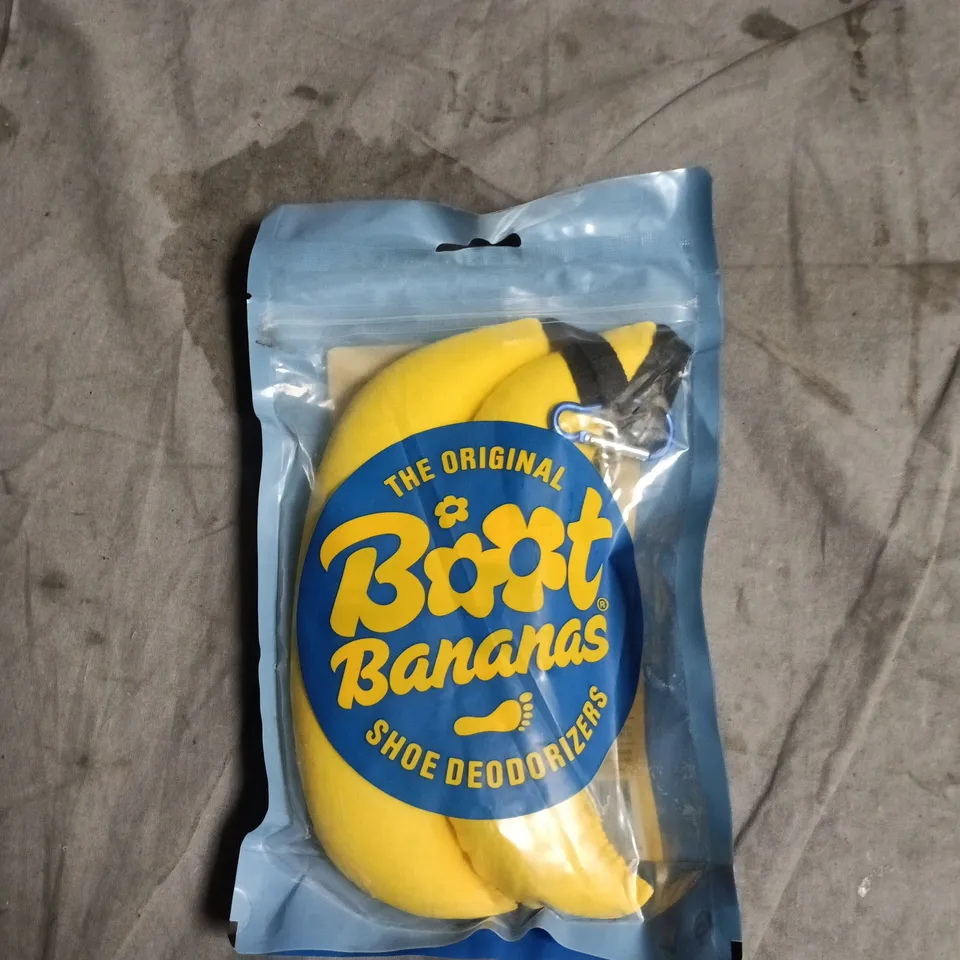 THE ORIGINAL
Boot
Bananas®
SHOE DEODORIZERS